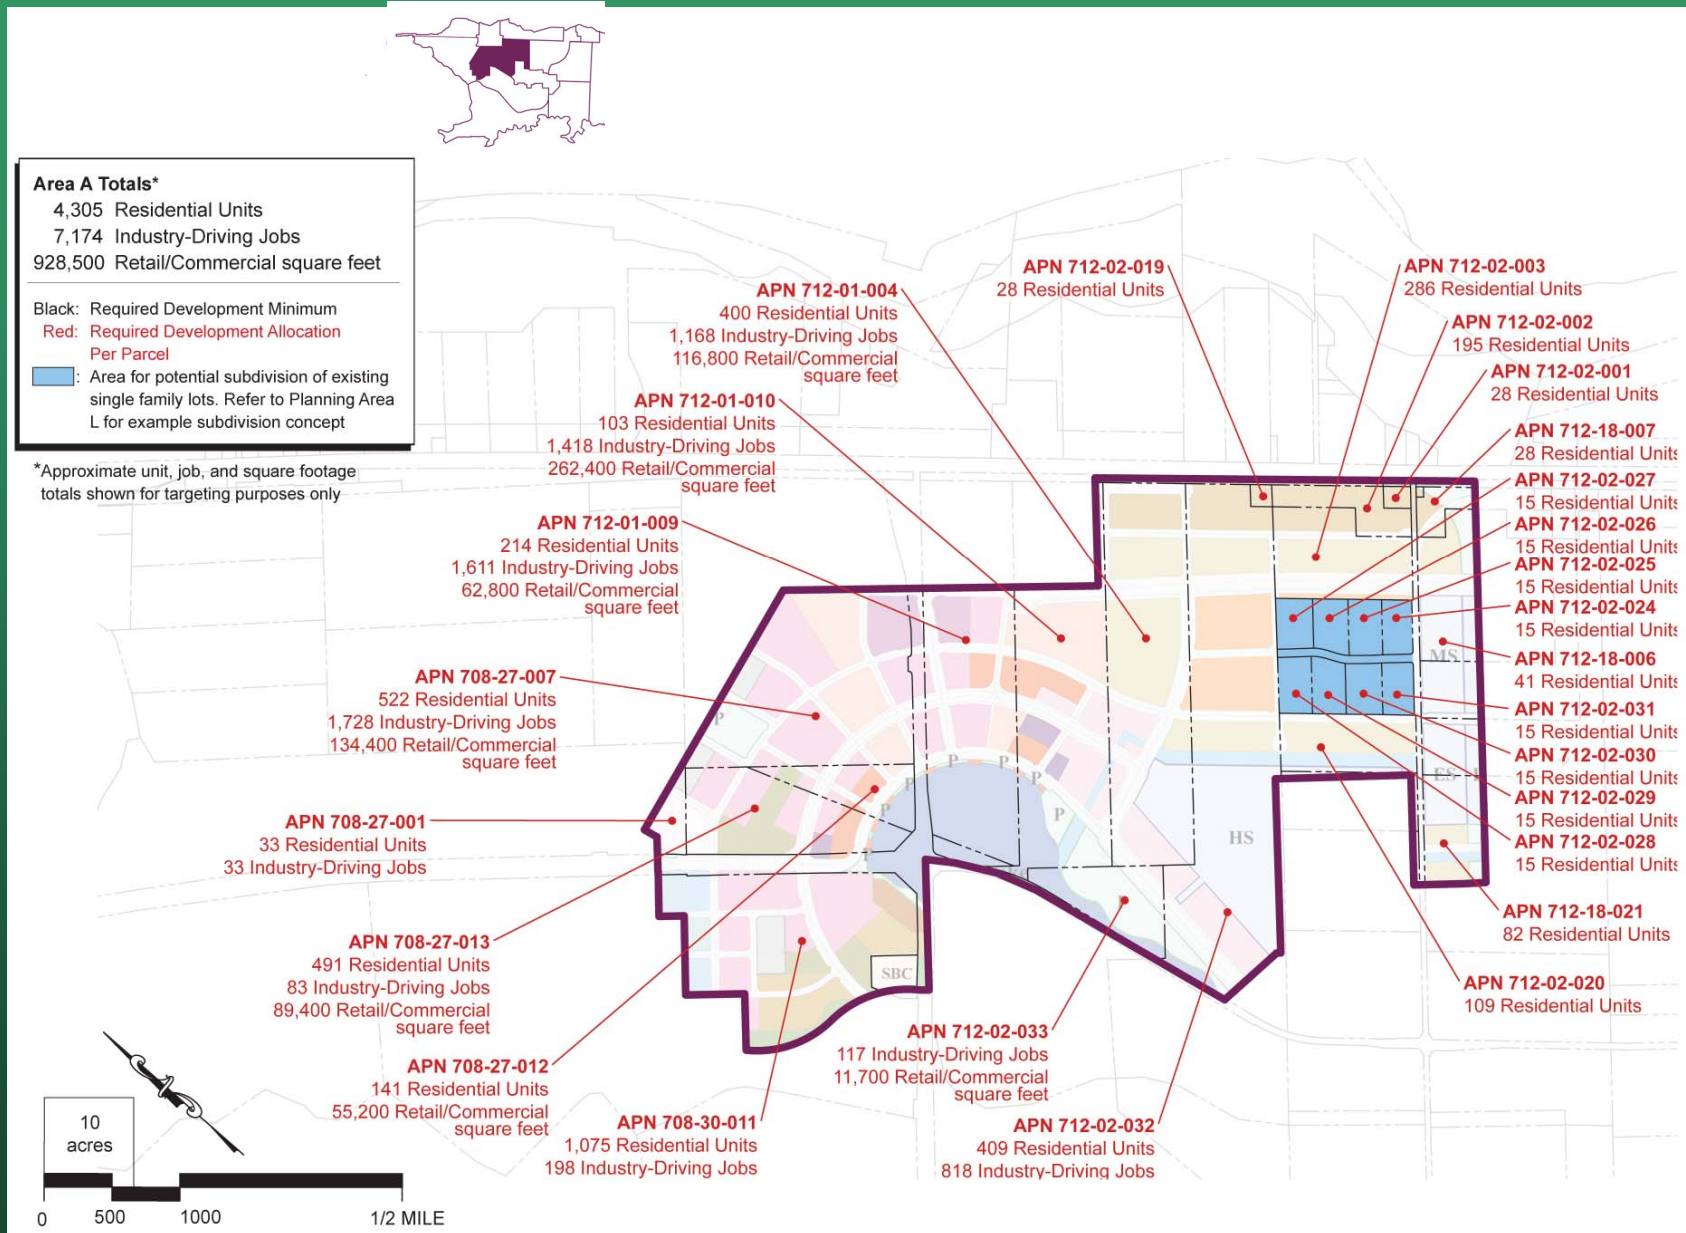 Area A Totals*
4,305 Residential Units
7,174 Industry-Driving Jobs
928,500 Retail/Commercial square feet
Black: Required Development Minimum
Red: Required Development Allocation
Per Parcel
: Area for potential subdivision of existing
single family lots. Refer to Planning Area
L for example subdivision concept
*Approximate unit, job, and square footage
totals shown for targeting purposes only
APN 712-01-004
400 Residential Units
1,168 Industry-Driving Jobs
116,800 Retail/Commercial
square feet
APN 712-01-010
103 Residential Units
1,418 Industry-Driving Jobs
262,400 Retail/Commercial
square feet
APN 712-01-009
214 Residential Units
1,611 Industry-Driving Jobs
62,800 Retail/Commercial
square feet
APN 708-27-007
522 Residential Units
1,728 Industry-Driving Jobs
134,400 Retail/Commercial
square feet
APN 708-27-001
33 Residential Units
33 Industry-Driving Jobs
APN 708-27-013
491 Residential Units
83 Industry-Driving Jobs
89,400 Retail/Commercial
square feet
APN 708-27-012
141 Residential Units
55,200 Retail/Commercial
square feet
APN 708-30-011
1,075 Residential Units
198 Industry-Driving Jobs
APN 712-02-033
117 Industry-Driving Jobs
11,700 Retail/Commercial
square feet
APN 712-02-032
409 Residential Units
818 Industry-Driving Jobs
APN 712-02-019
28 Residential Units
APN 712-02-003
286 Residential Units
APN 712-02-002
195 Residential Units
APN 712-02-001
28 Residential Units
APN 712-18-007
28 Residential Units
APN 712-02-027
15 Residential Units
APN 712-02-026
15 Residential Units
APN 712-02-025
15 Residential Units
APN 712-02-024
15 Residential Units
APN 712-18-006
41 Residential Units
APN 712-02-031
15 Residential Units
APN 712-02-030
15 Residential Units
APN 712-02-029
15 Residential Units
APN 712-02-028
15 Residential Units
APN 712-18-021
82 Residential Units
APN 712-02-020
109 Residential Units
MS
ES
HS
SBC
P
P
P
P
P
P
P
P
10
acres
0 500 1000 1/2 MILE